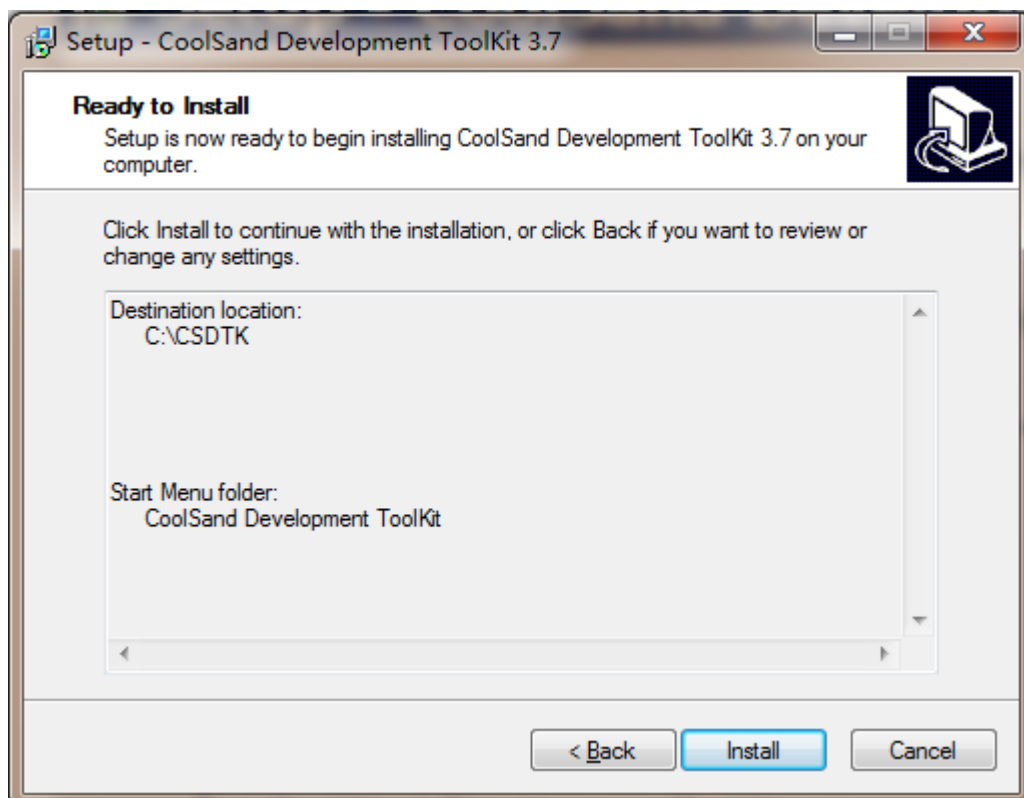 Setup - CoolSand Development ToolKit 3.7
Ready to Install
Setup is now ready to begin installing CoolSand Development ToolKit 3.7 on your
computer.
Click Install to continue with the installation, or click Back if you want to review or
change any settings.
Destination location:
C:\CSDTK
Start Menu folder:
CoolSand Development ToolKit
< Back
Install
Cancel